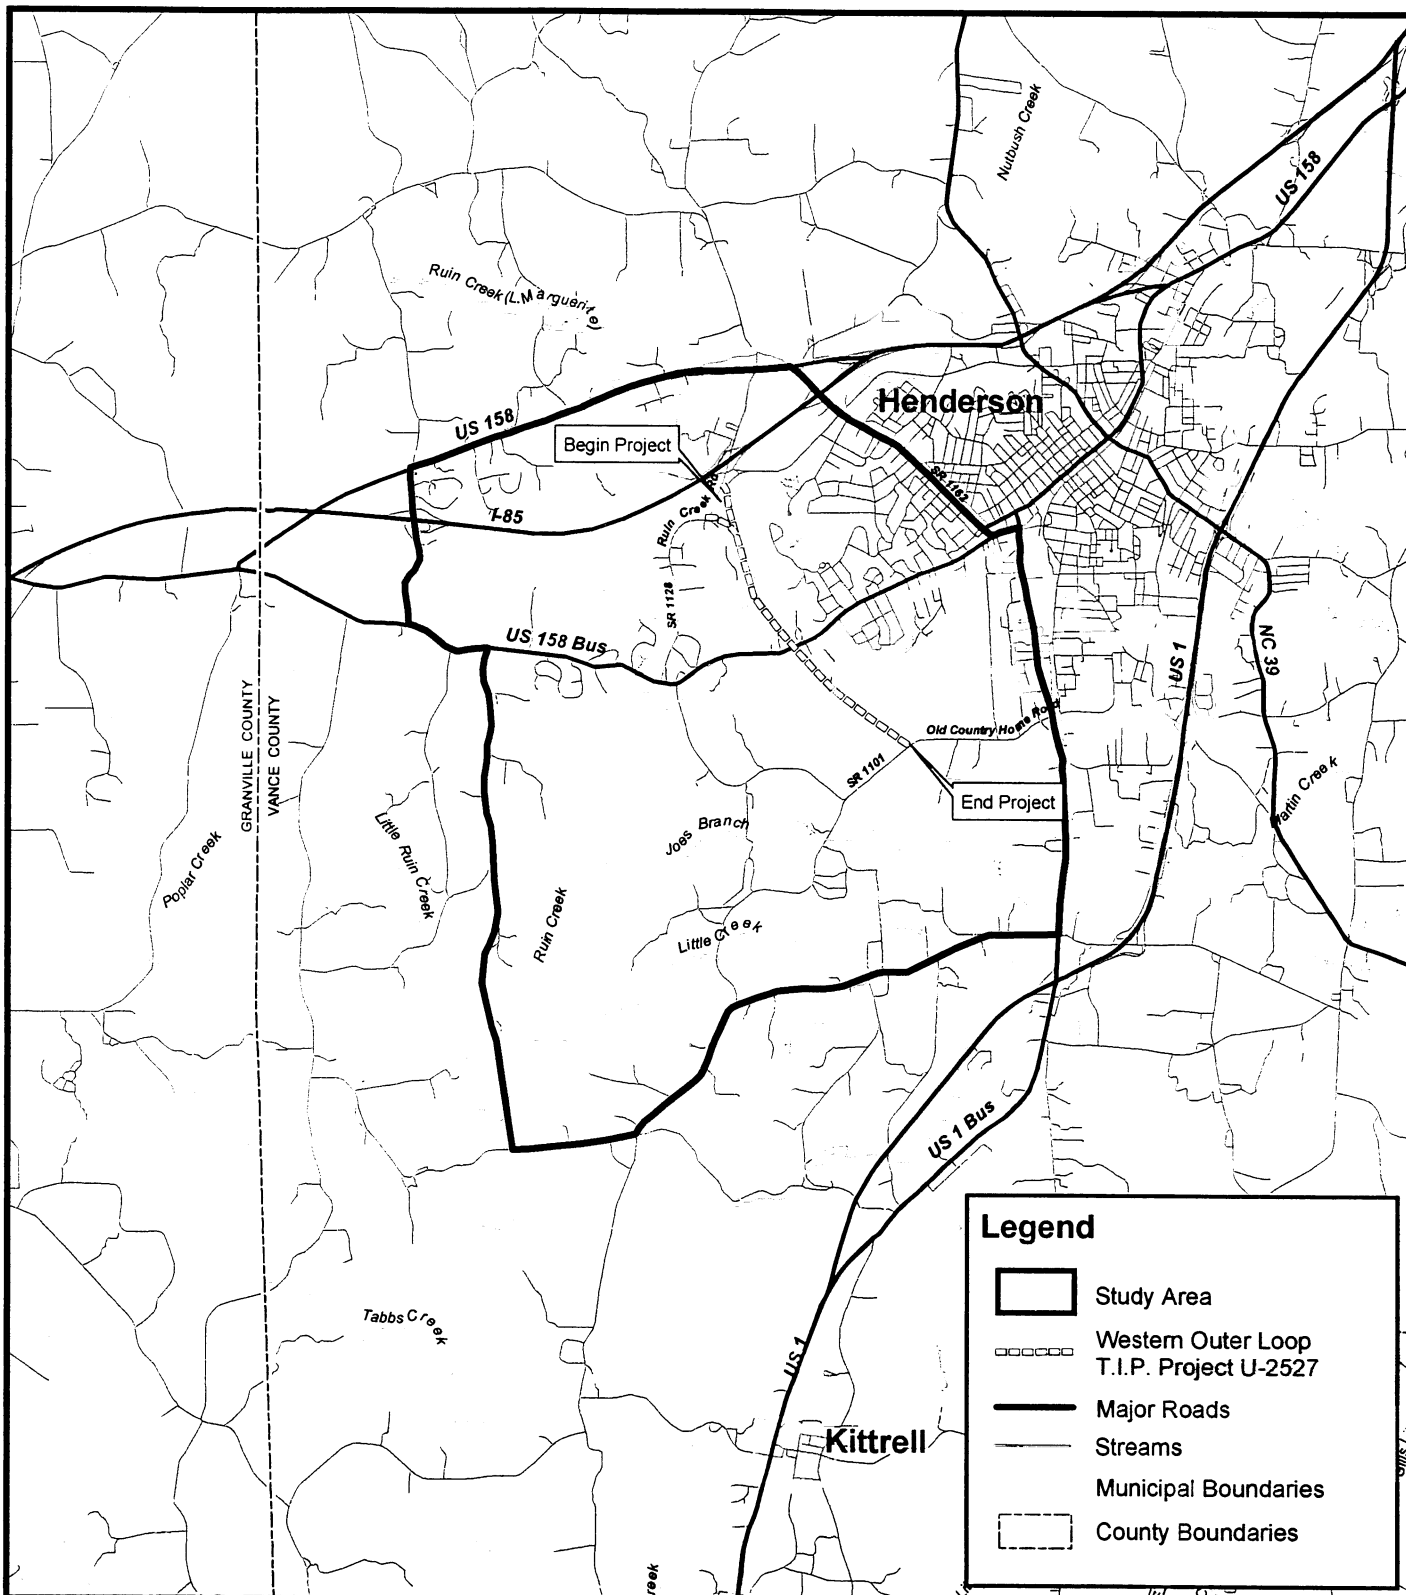 Nutbush Creek
US 158
Ruin Creek (L. Marguerite)
Henderson
US 158
Begin Project
SR 1162
I-85
Ruin Creek Rd
SR 1128
US 158 Bus
NC 39
US 1
GRANVILLE COUNTY
VANCE COUNTY
Old Country Home Road
SR 1101
End Project
Martin Creek
Poplar Creek
Little Ruin Creek
Joes Branch
Ruin Creek
Little Creek
US 1 Bus
Tabbs Creek
US 1
Kittrell
Legend
Study Area
Western Outer Loop
T.I.P. Project U-2527
Major Roads
Streams
Municipal Boundaries
County Boundaries